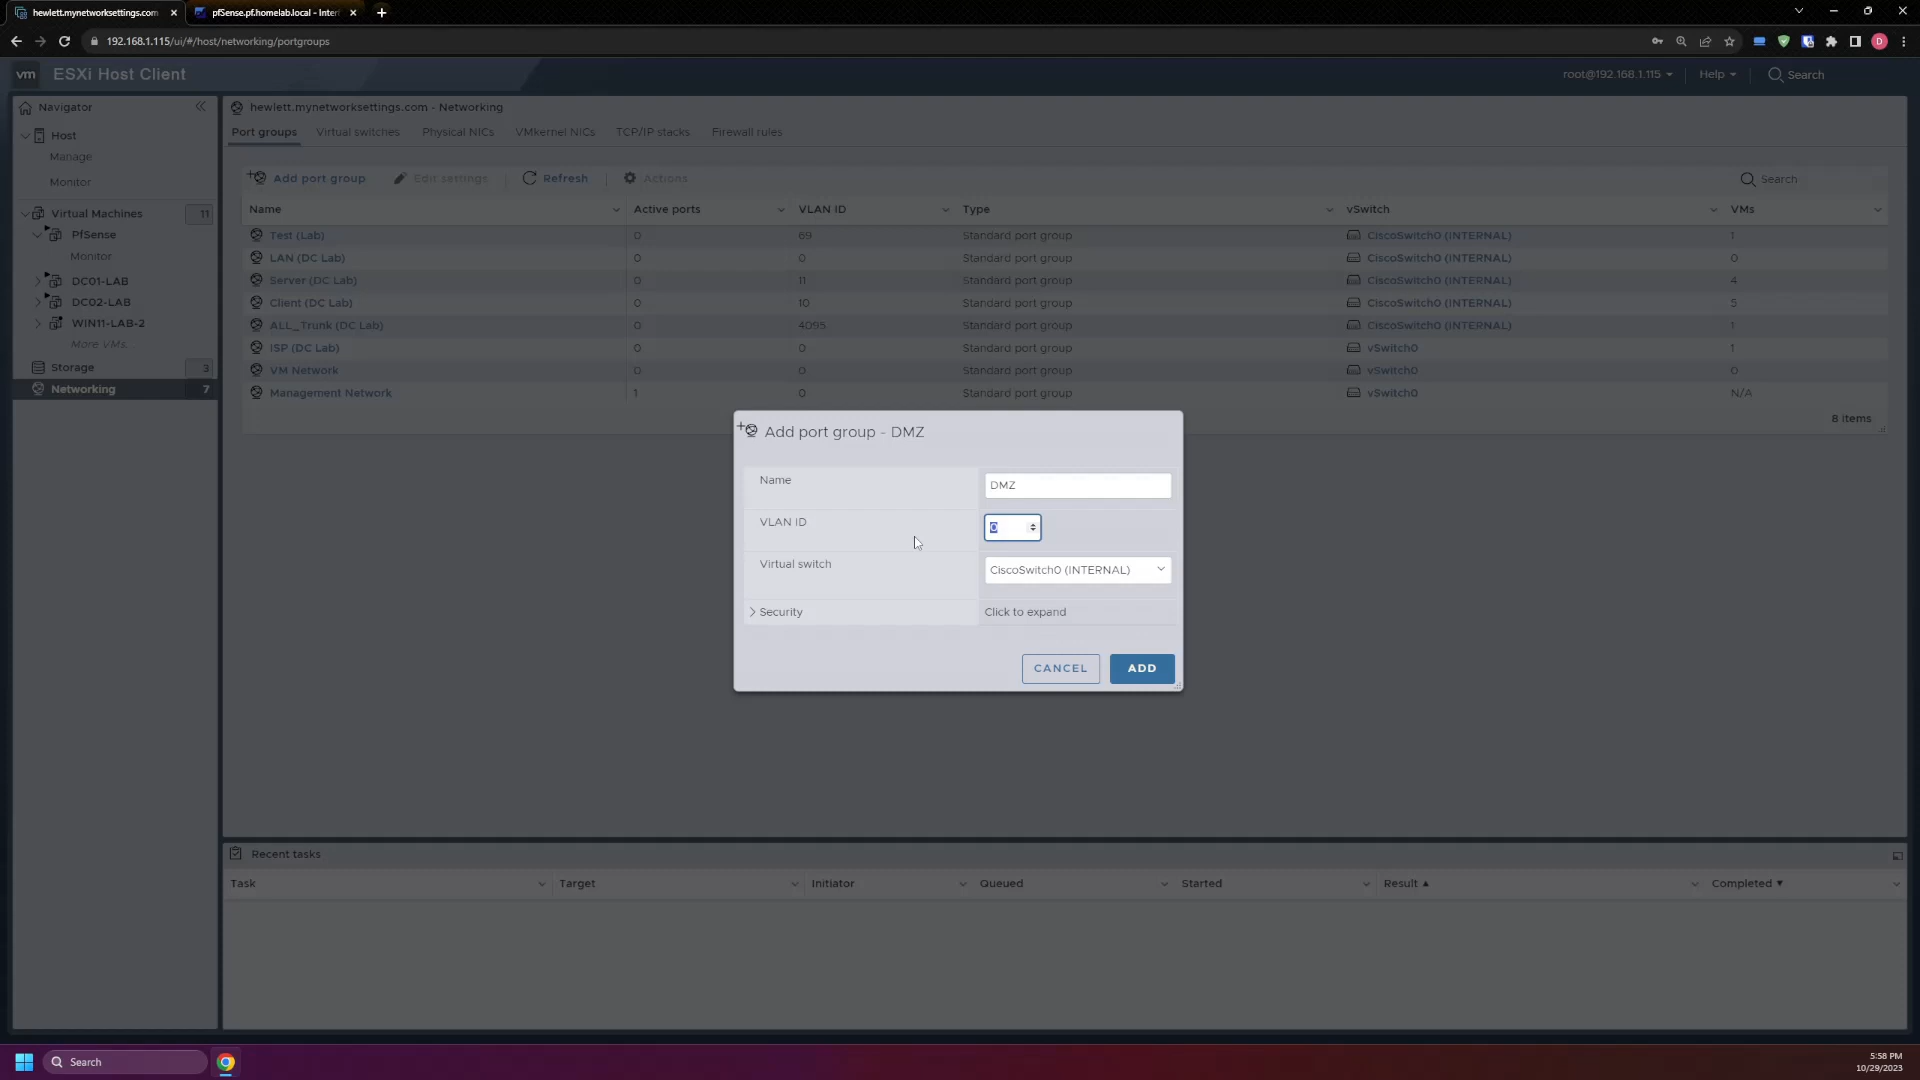 hewlett.mynetworksettings.com
pfSense.pf.homelab.local - Interf
192.168.1.115/ui/#/host/networking/portgroups
D
vm ESXi Host Client
root@192.168.1.115
Help
Search
Navigator
Host
Manage
Monitor
Virtual Machines 11
PfSense
Monitor
DC01-LAB
DC02-LAB
WIN11-LAB-2
More VMs...
Storage 3
Networking 7
hewlett.mynetworksettings.com - Networking
Port groups Virtual switches Physical NICs VMkernel NICs TCP/IP stacks Firewall rules
Add port group Edit settings Refresh Actions Search
Name Active ports VLAN ID Type vSwitch VMs
Test (Lab) 0 69 Standard port group CiscoSwitch0 (INTERNAL) 1
LAN (DC Lab) 0 0 Standard port group CiscoSwitch0 (INTERNAL) 0
Server (DC Lab) 0 11 Standard port group CiscoSwitch0 (INTERNAL) 4
Client (DC Lab) 0 10 Standard port group CiscoSwitch0 (INTERNAL) 5
ALL_Trunk (DC Lab) 0 4095 Standard port group CiscoSwitch0 (INTERNAL) 1
ISP (DC Lab) 0 0 Standard port group vSwitch0 1
VM Network 0 0 Standard port group vSwitch0 0
Management Network 1 0 Standard port group vSwitch0 N/A
8 items
Add port group - DMZ
Name DMZ
VLAN ID 0
Virtual switch CiscoSwitch0 (INTERNAL)
Security Click to expand
CANCEL ADD
Recent tasks
Task Target Initiator Queued Started Result Completed
Search
5:58 PM
10/29/2023